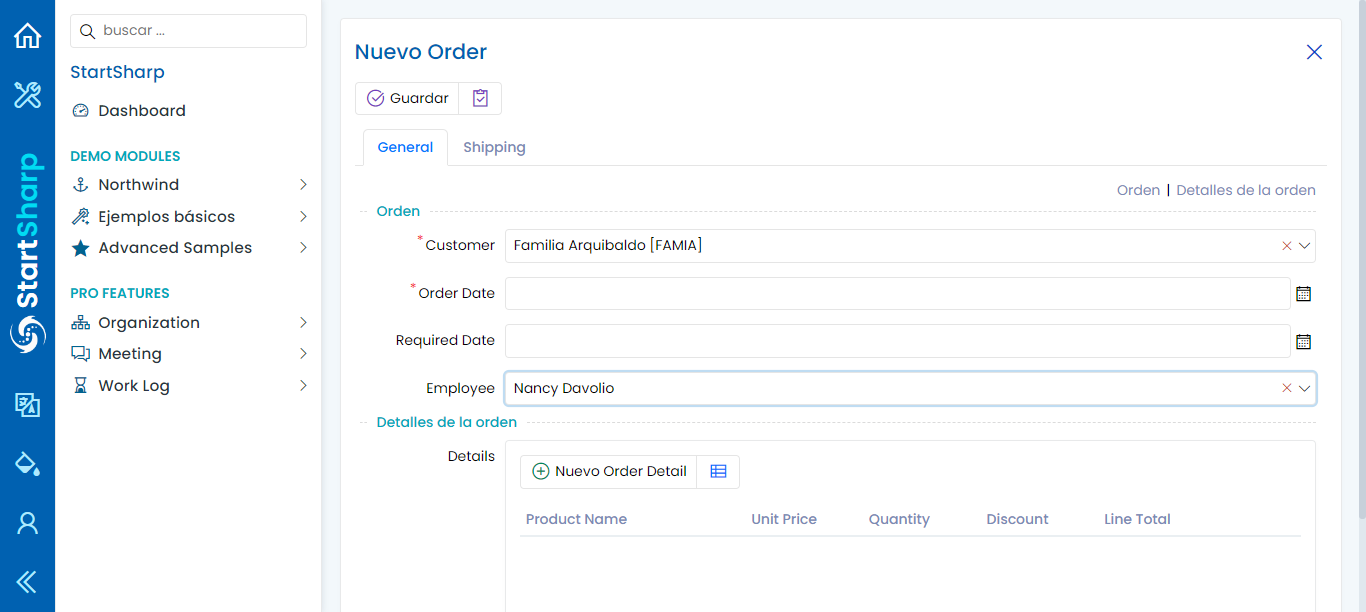 buscar ...
StartSharp
Dashboard
DEMO MODULES
Northwind
Ejemplos básicos
Advanced Samples
PRO FEATURES
Organization
Meeting
Work Log
StartSharp
Nuevo Order
Guardar
General Shipping
Orden | Detalles de la orden
Orden
*Customer Familia Arquibaldo [FAMIA]
*Order Date
Required Date
Employee Nancy Davolio
Detalles de la orden
Details
Nuevo Order Detail
Product Name Unit Price Quantity Discount Line Total